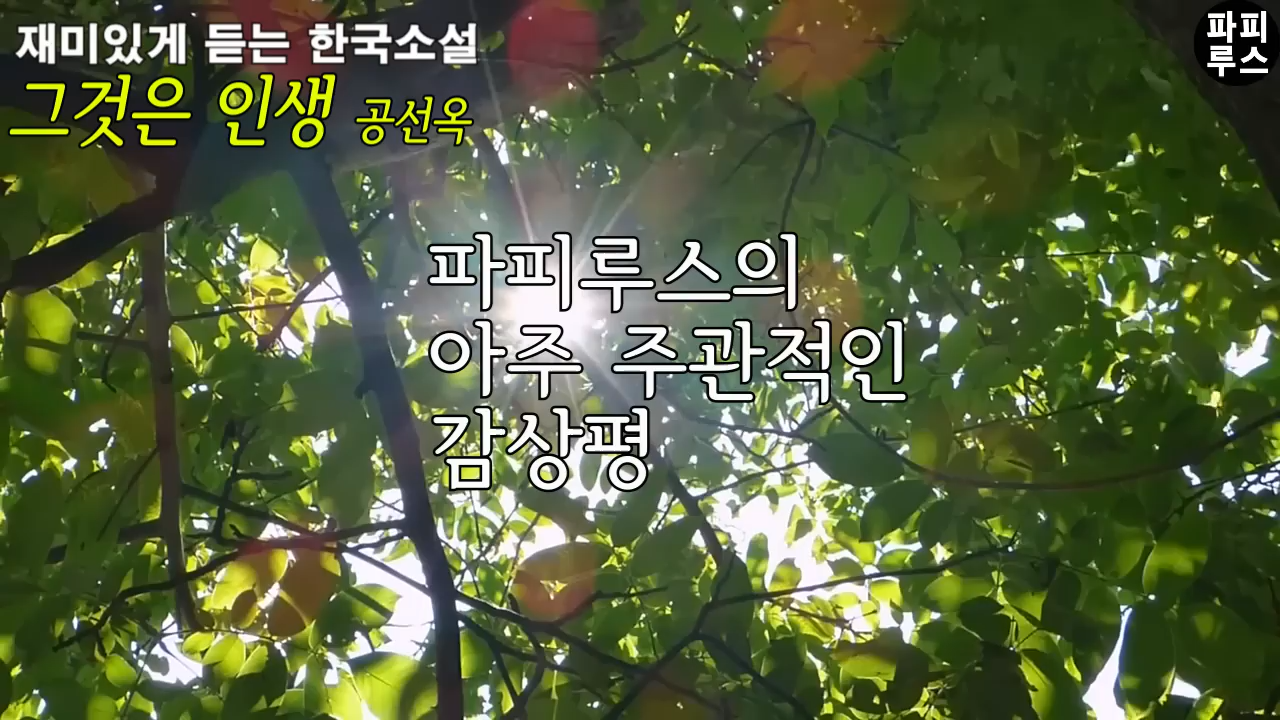 재미있게 듣는 한국소설
그것은 인생 공선옥
파피
루스
파피루스의
아주 주관적인
감상평